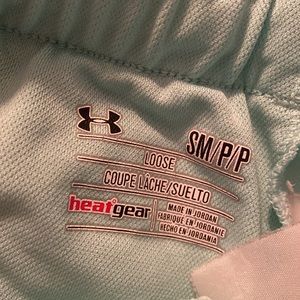 SM/P/P
LOOSE
COUPE LÂCHE/SUELTO
heatgear
MADE IN JORDAN
FABRIQUÉ EN JORDANIE
HECHO EN JORDANIA